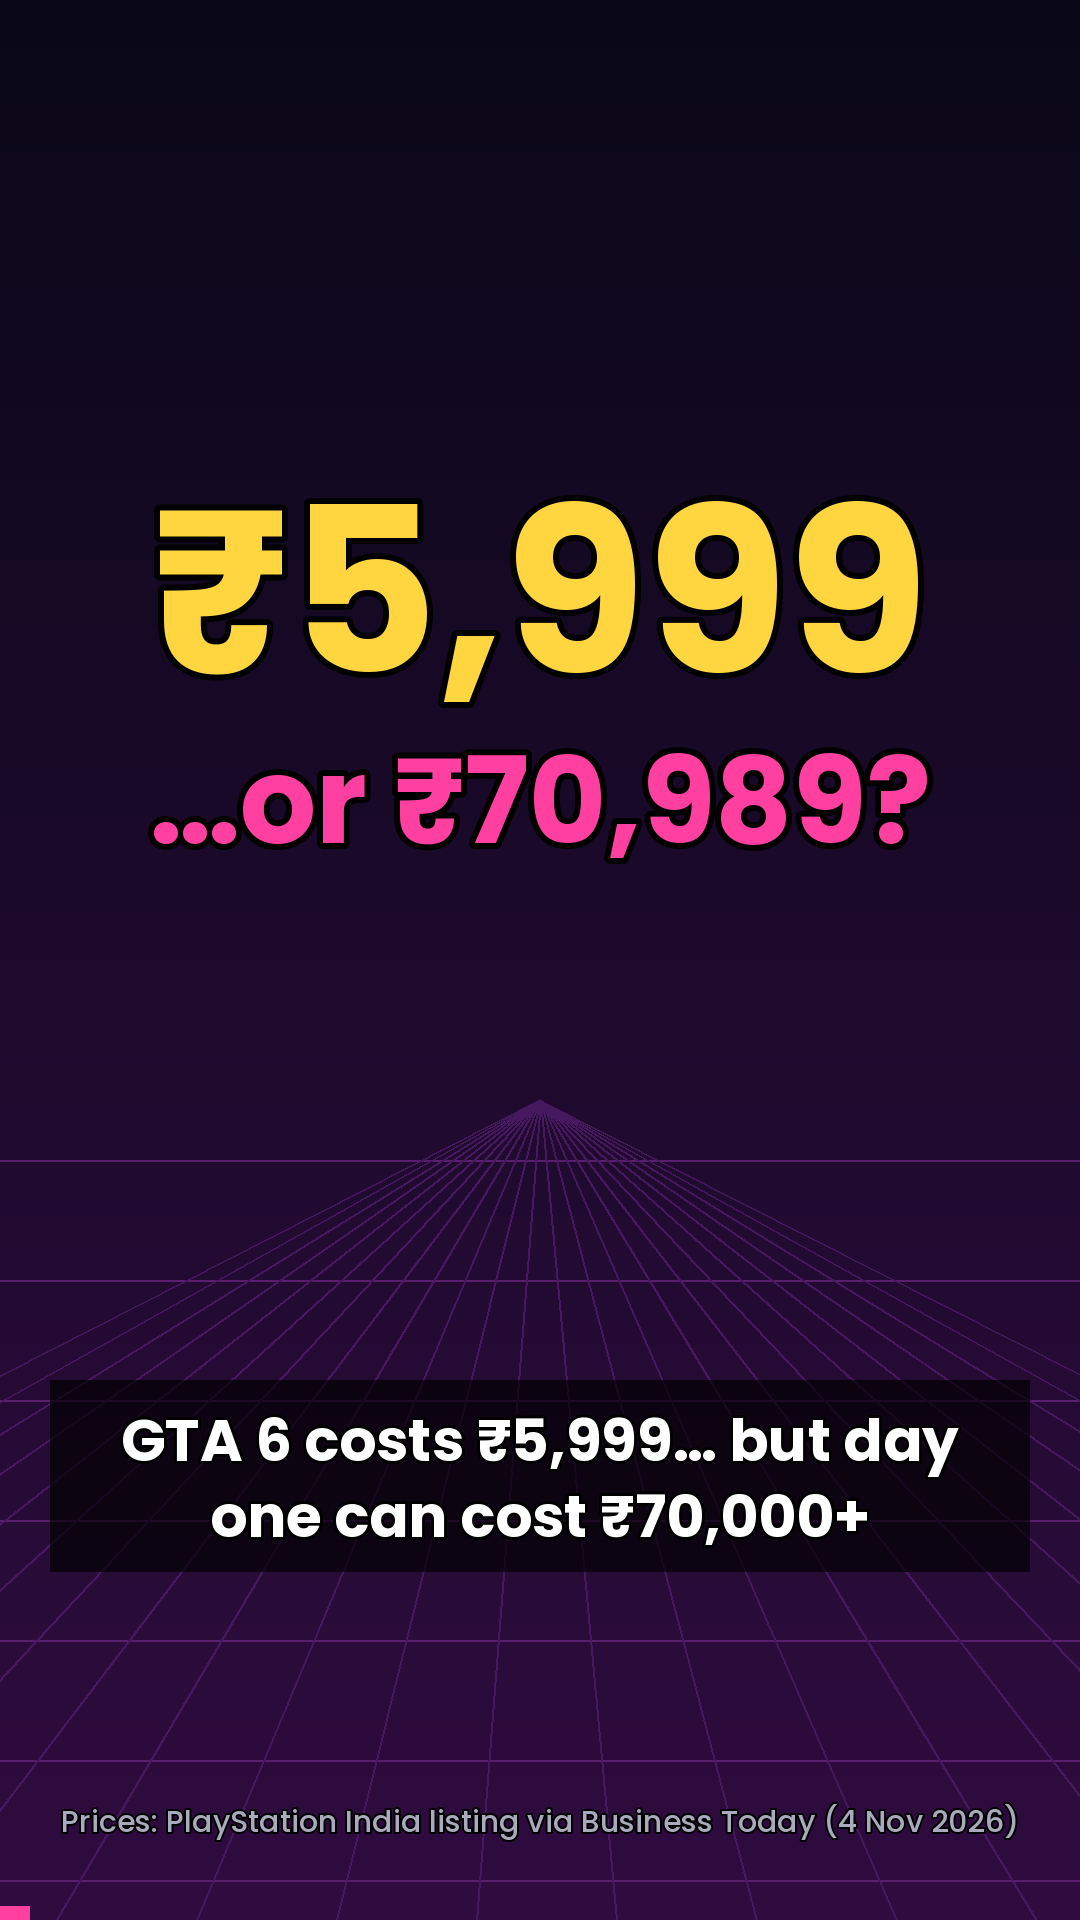 ₹5,999
...or ₹70,989?
GTA 6 costs ₹5,999... but day
one can cost ₹70,000+
Prices: PlayStation India listing via Business Today (4 Nov 2026)